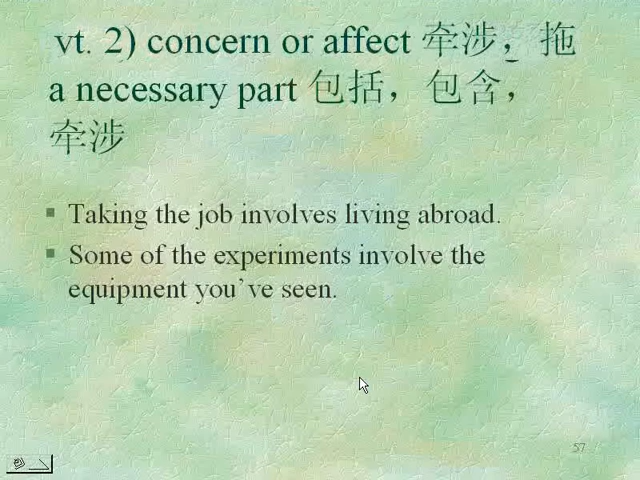 vt. 2) concern or affect 牵涉，拖
a necessary part 包括，包含，
牵涉
Taking the job involves living abroad.
Some of the experiments involve the
equipment you've seen.
57